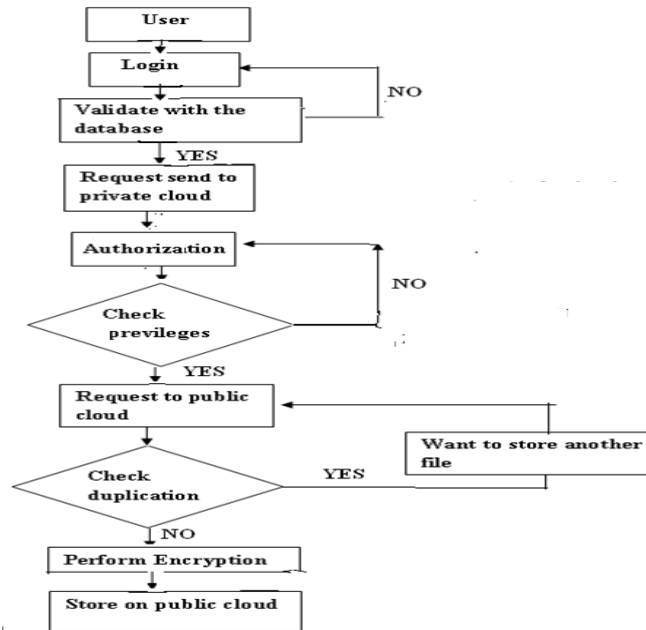 User
Login
NO
Validate with the
database
YES
Request send to
private cloud
Authorization
NO
Check
previleges
YES
Request to public
cloud
Want to store another
file
Check
duplication
YES
NO
Perform Encryption
Store on public cloud